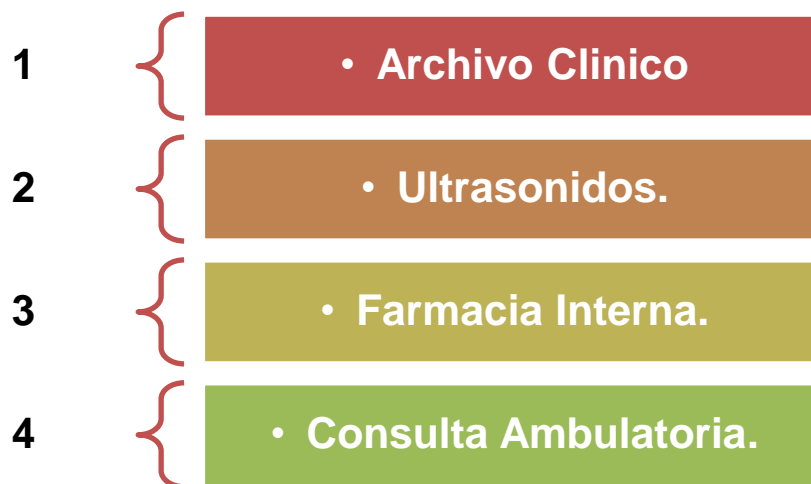 1 • Archivo Clinico
2 • Ultrasonidos.
3 • Farmacia Interna.
4 • Consulta Ambulatoria.